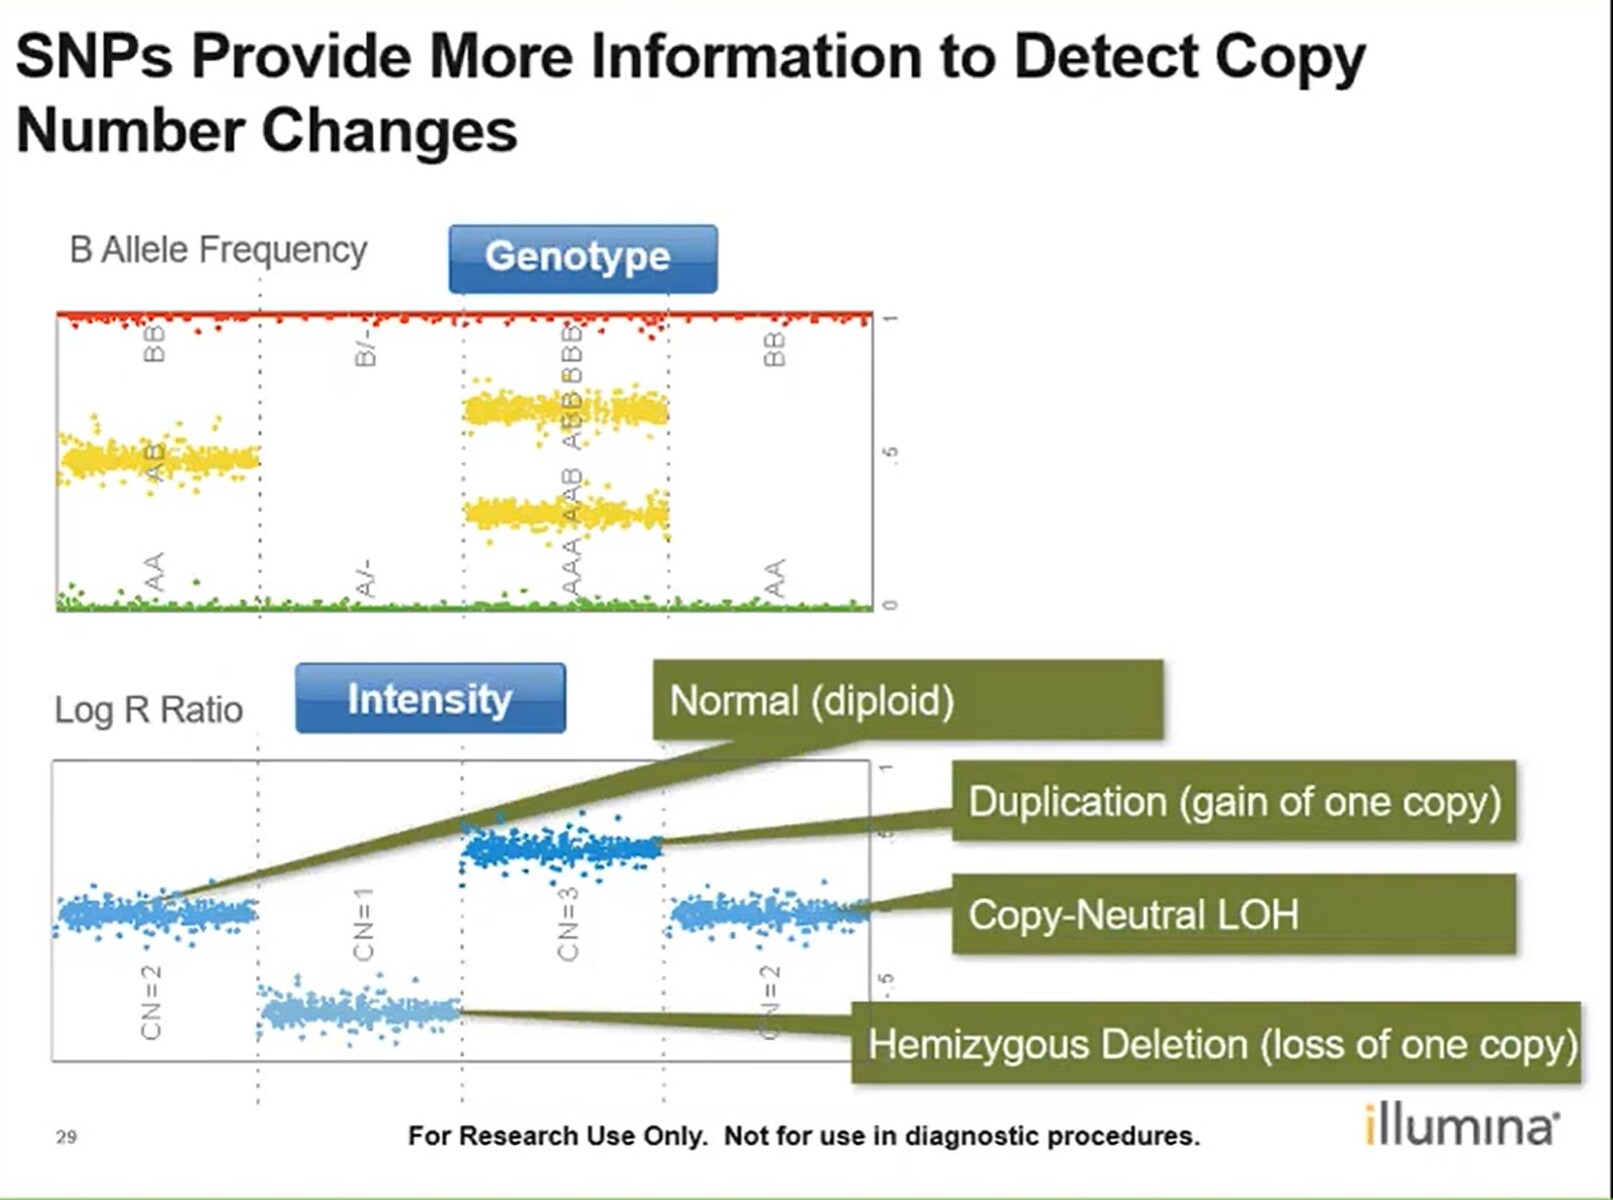 SNPs Provide More Information to Detect Copy
Number Changes
B Allele Frequency
Genotype
BB
AB
AA
B/-
A/-
BBB
ABB
AAB
AAA
BB
AA
1
.5
0
Log R Ratio
Intensity
Normal (diploid)
Duplication (gain of one copy)
Copy-Neutral LOH
Hemizygous Deletion (loss of one copy)
CN=2
CN=1
CN=3
CN=2
1
.5
-.5
29
For Research Use Only. Not for use in diagnostic procedures.
illumina